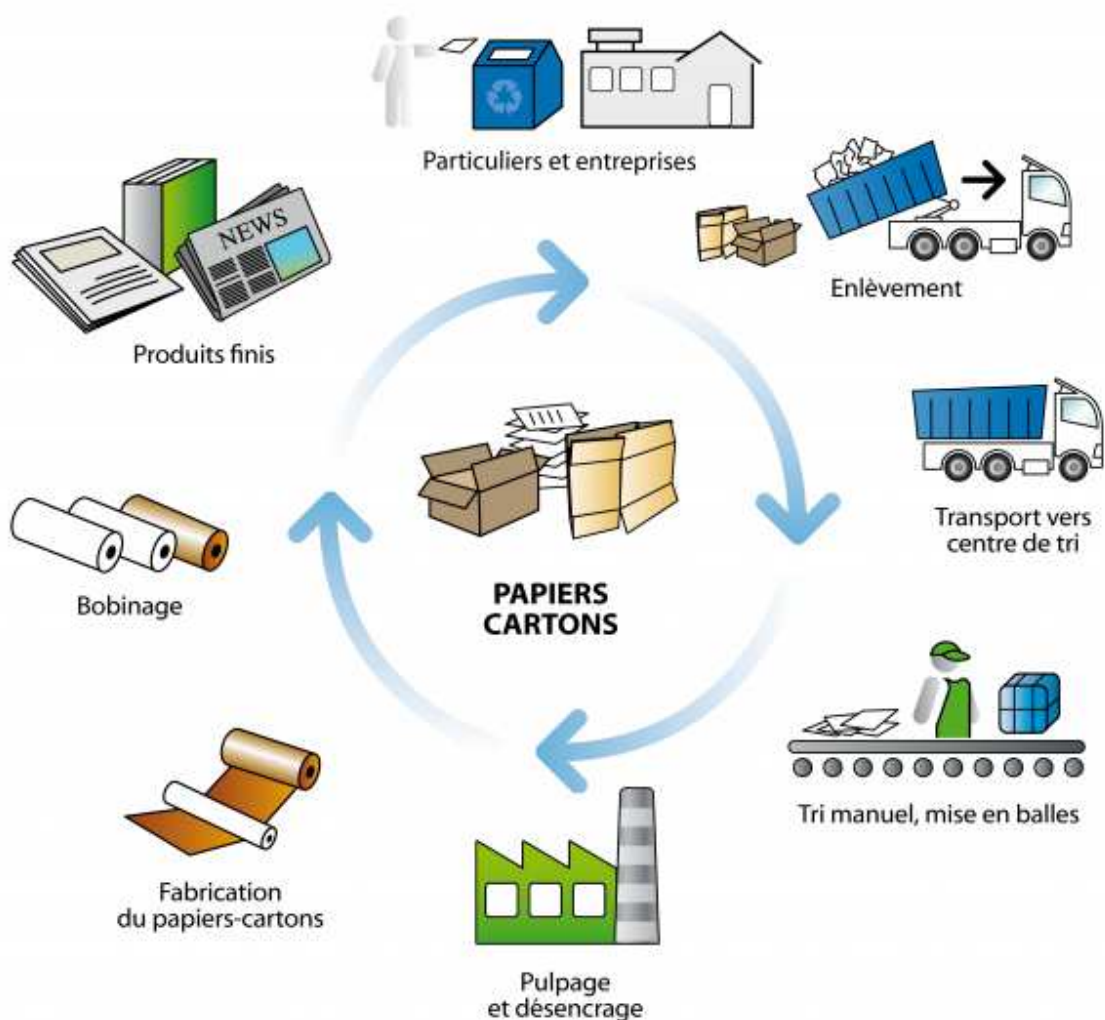 Particuliers et entreprises
Enlèvement
Transport vers
centre de tri
Tri manuel, mise en balles
Pulpage
et désencrage
Fabrication
du papiers-cartons
Bobinage
Produits finis
NEWS
PAPIERS
CARTONS